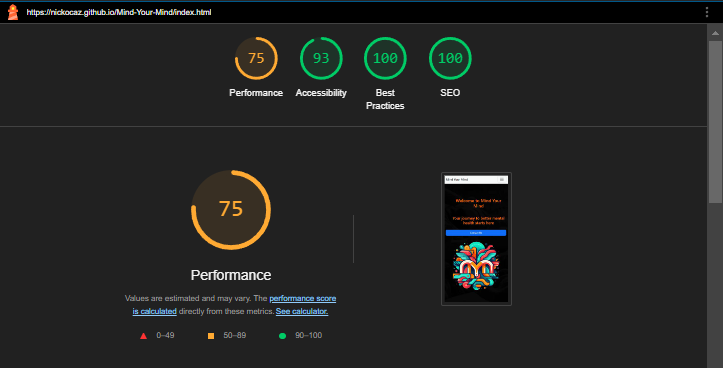 https://nickocaz.github.io/Mind-Your-Mind/index.html
75
93
100
100
Performance
Accessibility
Best
Practices
SEO
75
Performance
Values are estimated and may vary. The performance score
is calculated directly from these metrics. See calculator.
0–49
50–89
90–100
Mind Your Mind
Welcome to Mind Your
Mind
Your journey to better mental
health starts here